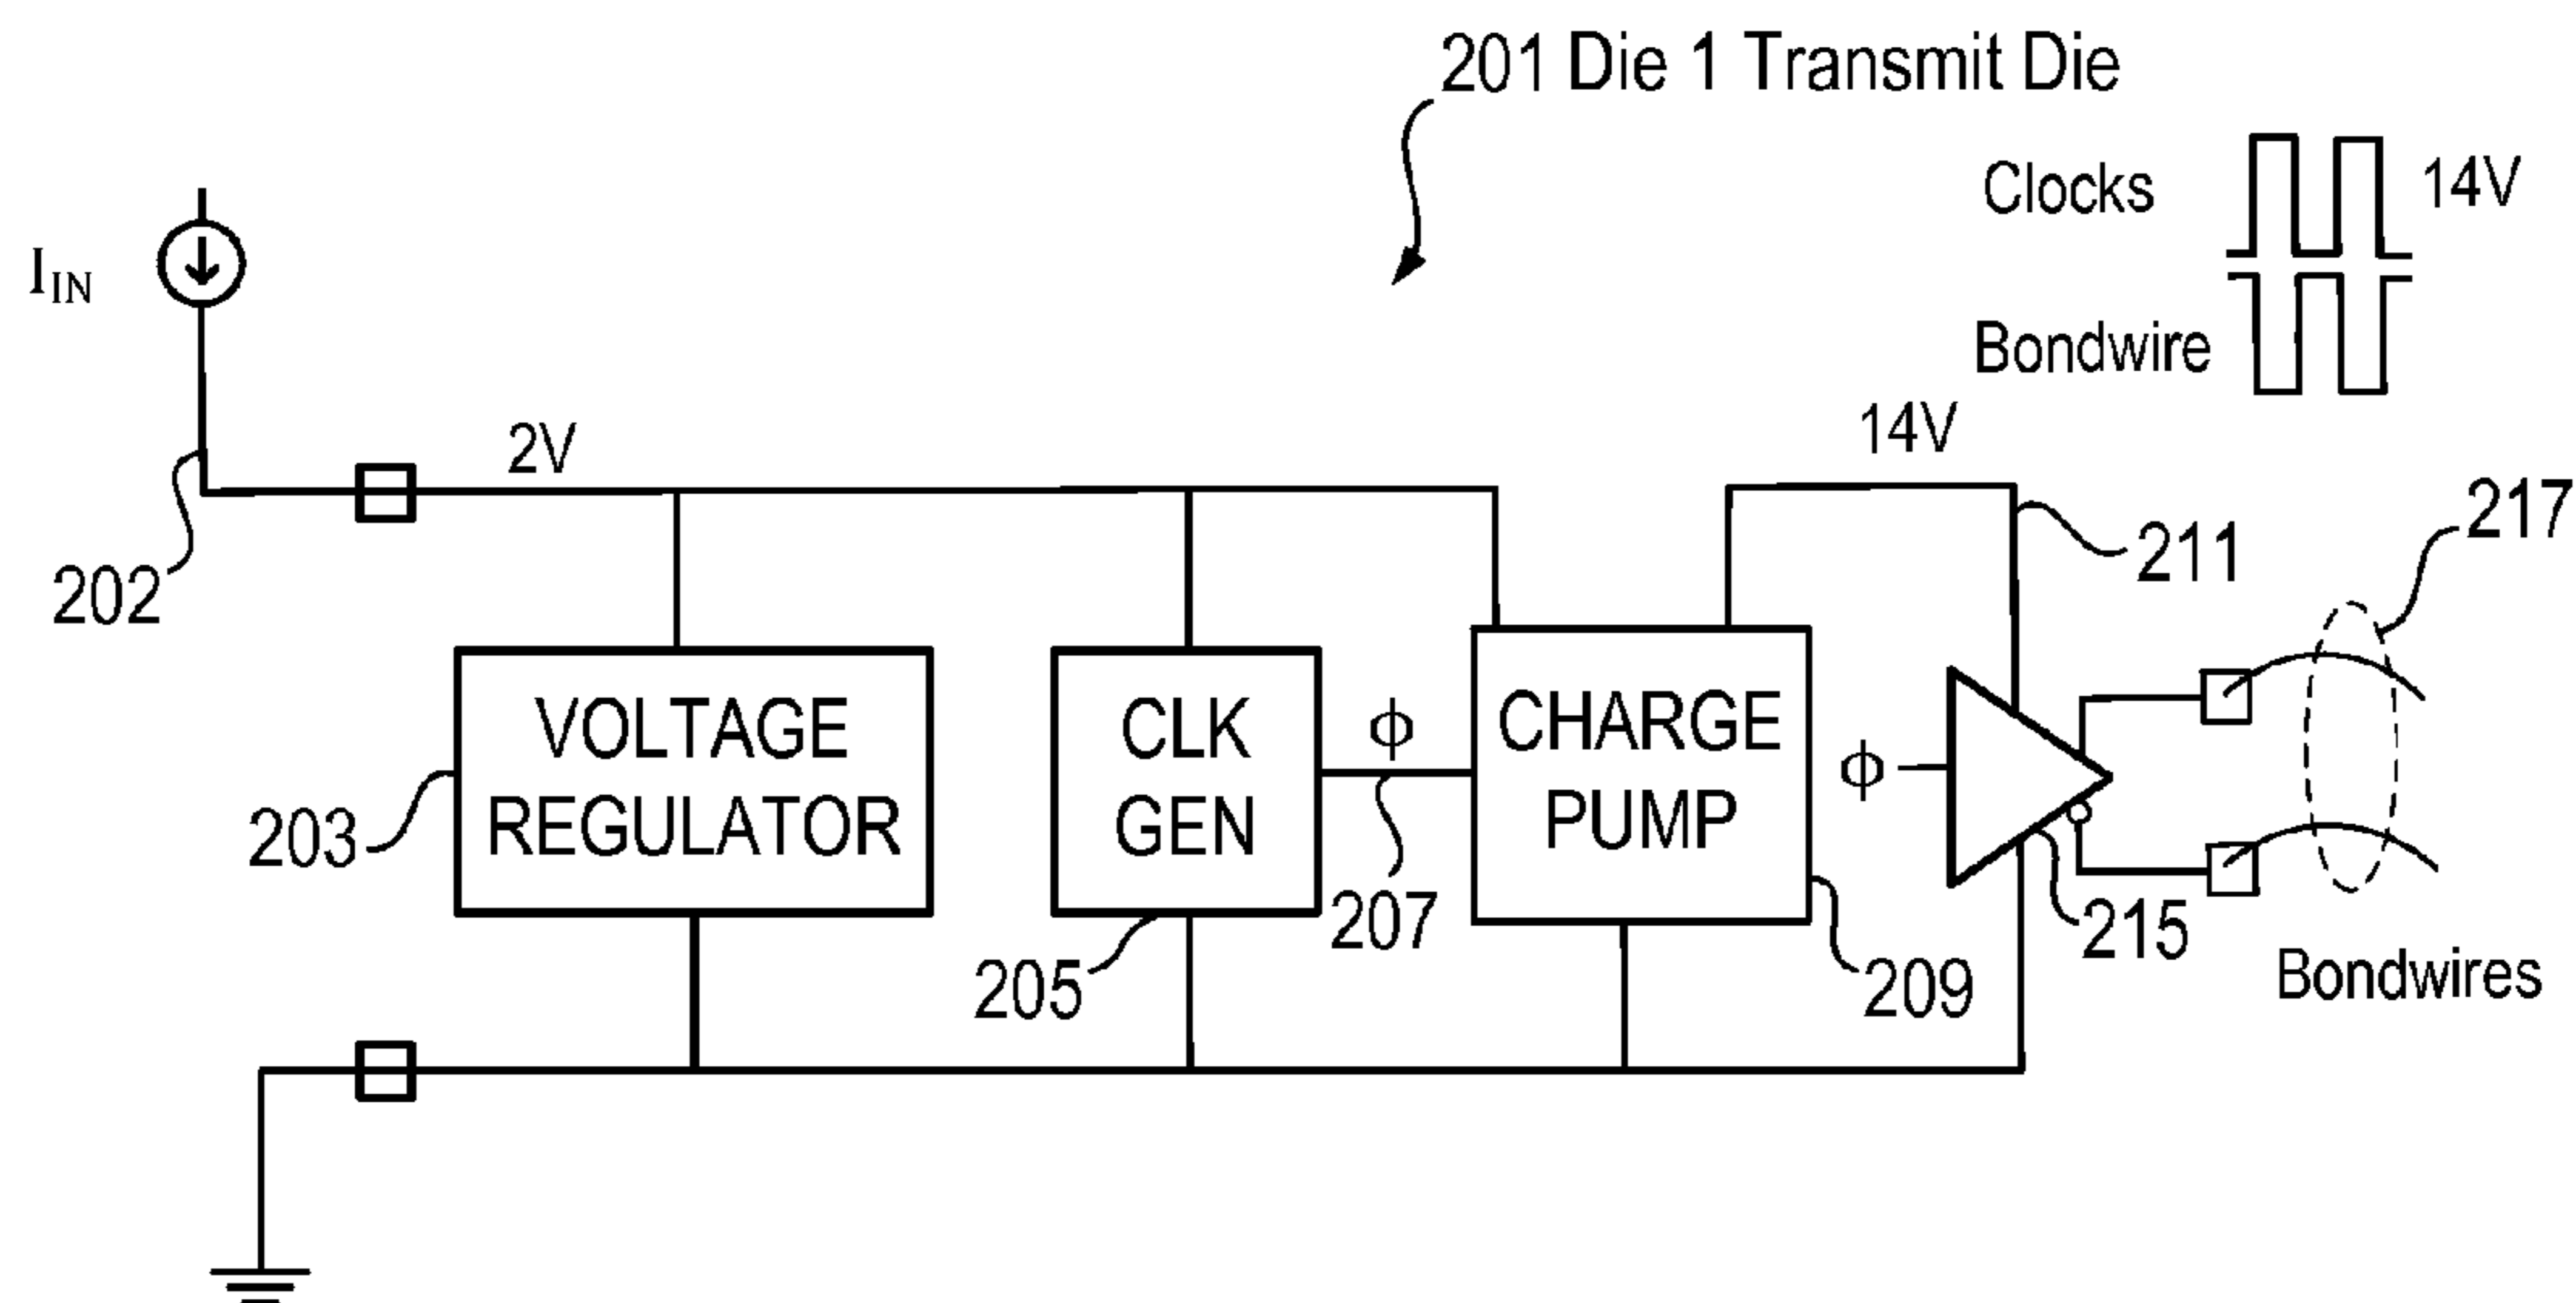 201 Die 1 Transmit Die
Clocks
14V
I_IN
Bondwire
2V
14V
202
211
217
VOLTAGE
REGULATOR
203
CLK
GEN
205
ϕ
207
CHARGE
PUMP
209
ϕ
215
Bondwires